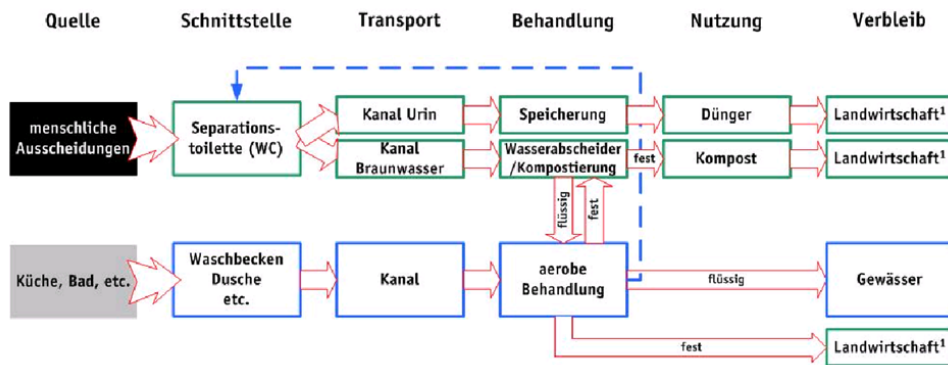 Quelle
Schnittstelle
Transport
Behandlung
Nutzung
Verbleib
menschliche
Ausscheidungen
Separations-
toilette (WC)
Kanal Urin
Speicherung
Dünger
Landwirtschaft¹
Kanal
Braunwasser
Wasserabscheider
/Kompostierung
fest
Kompost
Landwirtschaft¹
flüssig
fest
Küche, Bad, etc.
Waschbecken
Dusche
etc.
Kanal
aerobe
Behandlung
flüssig
Gewässer
fest
Landwirtschaft¹